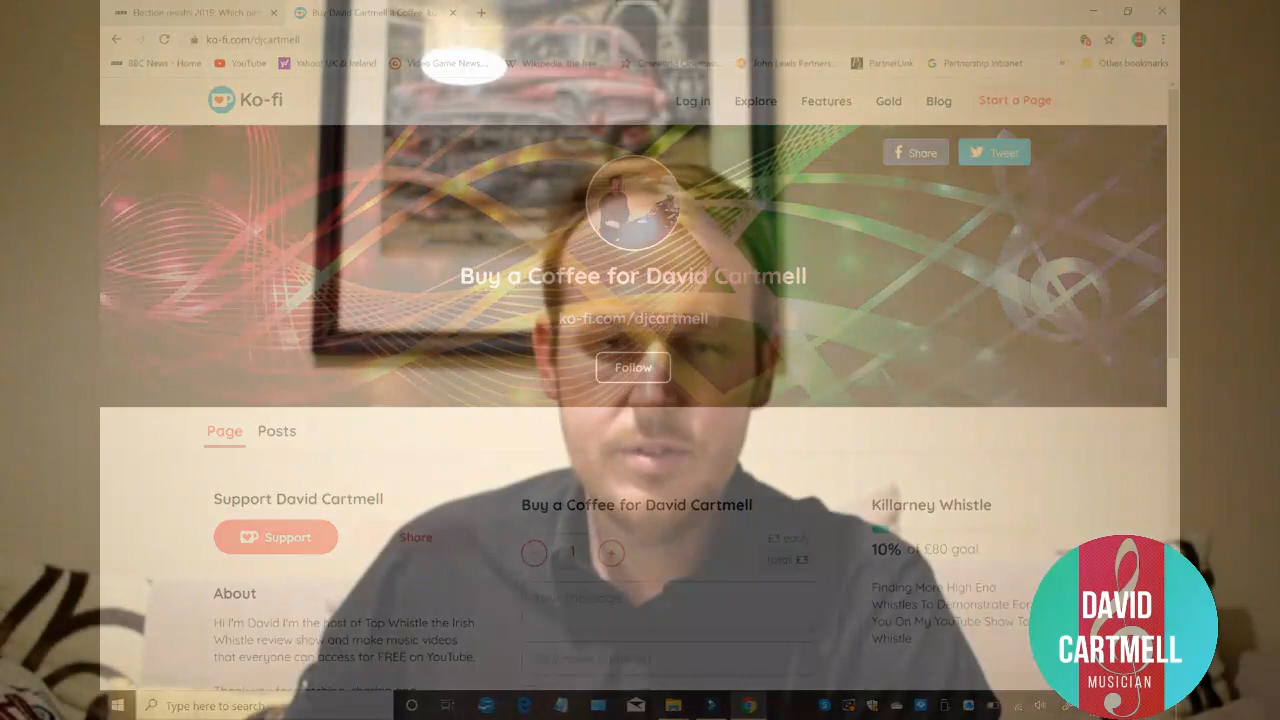 Election results 2019: Which par
Buy David Cartmell a Coffee. ko
ko-fi.com/djcartmell
BBC News - Home
YouTube
Yahoo UK & Ireland
Video Game News,...
Wikipedia, the free
Cineworld Cinemas
John Lewis Partners...
PartnerLink
Partnership Intranet
Other bookmarks
Ko-fi
Log in
Explore
Features
Gold
Blog
Start a Page
Share
Tweet
Buy a Coffee for David Cartmell
ko-fi.com/djcartmell
Follow
Page
Posts
Support David Cartmell
Support
Share
About
Hi I'm David I'm the host of Top Whistle the Irish
Whistle review show and make music videos
that everyone can access for FREE on YouTube.
Buy a Coffee for David Cartmell
1
£3 each
total £3
Killarney Whistle
10% of £80 goal
Finding More High End
Whistles To Demonstrate For
You On My YouTube Show To
Whistle
DAVID
CARTMELL
MUSICIAN
Type here to search